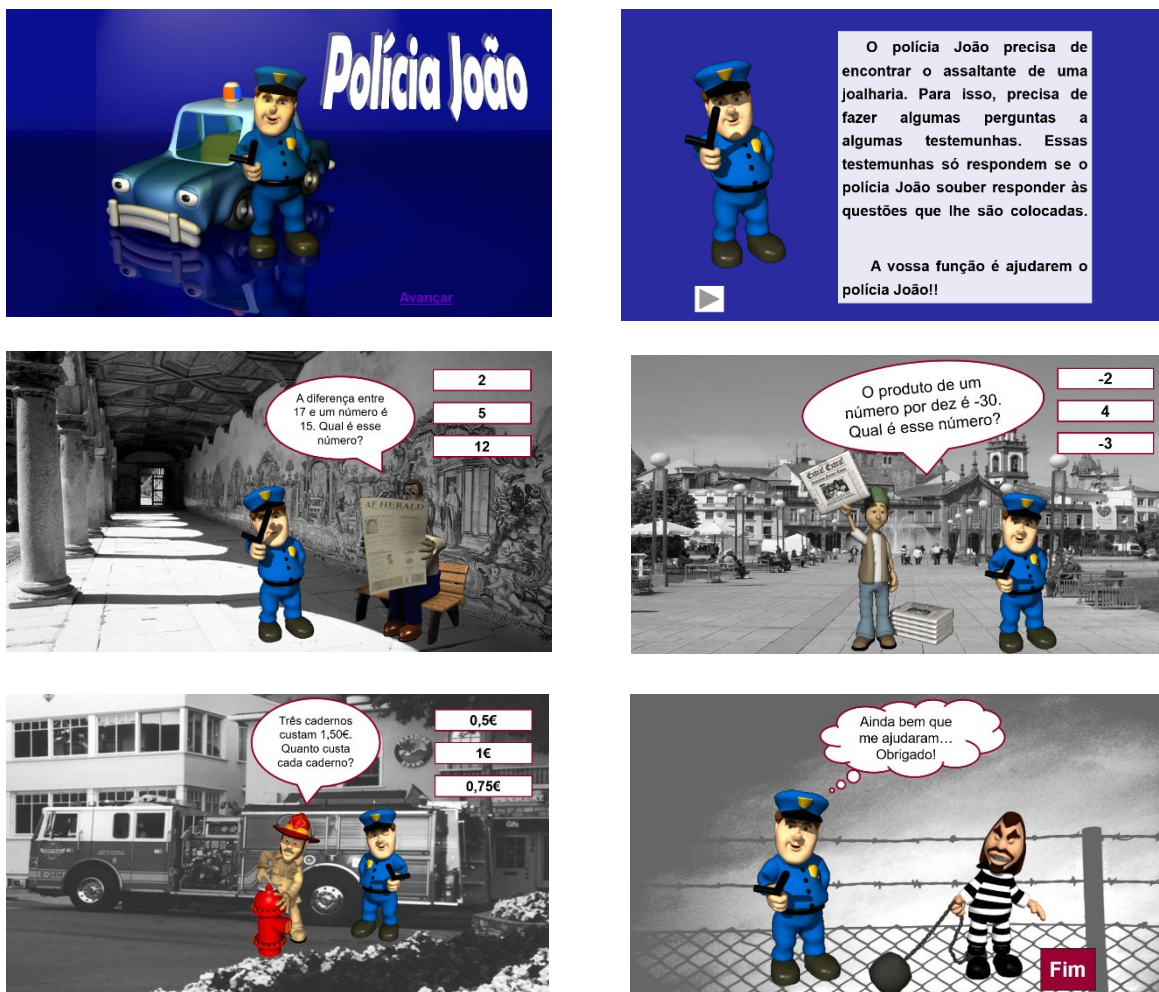 Polícia João
Avançar
O polícia João precisa de
encontrar o assaltante de uma
joalharia. Para isso, precisa de
fazer algumas perguntas a
algumas testemunhas. Essas
testemunhas só respondem se o
polícia João souber responder às
questões que lhe são colocadas.
A vossa função é ajudarem o
polícia João!!
A diferença entre
17 e um número é
15. Qual é esse
número?
2
5
12
AF HERALD
O produto de um
número por dez é -30.
Qual é esse número?
-2
4
-3
Extra! Extra!
Três cadernos
custam 1,50€.
Quanto custa
cada caderno?
0,5€
1€
0,75€
Ainda bem que
me ajudaram…
Obrigado!
Fim